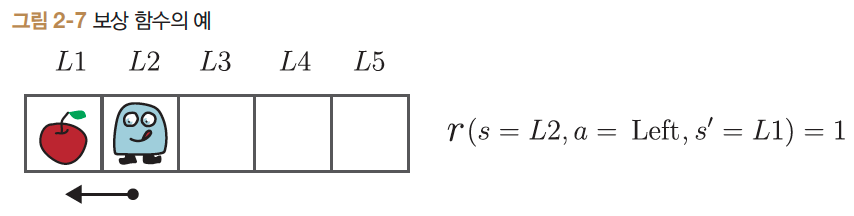 그림 2-7 보상 함수의 예
L1 L2 L3 L4 L5
r(s = L2, a = Left, s′ = L1) = 1